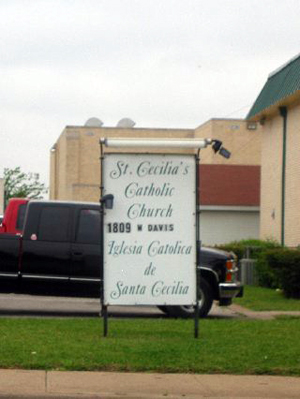 St. Cecilia's
Catholic
Church
1809 W DAVIS
Iglesia Catolica
de
Santa Cecilia